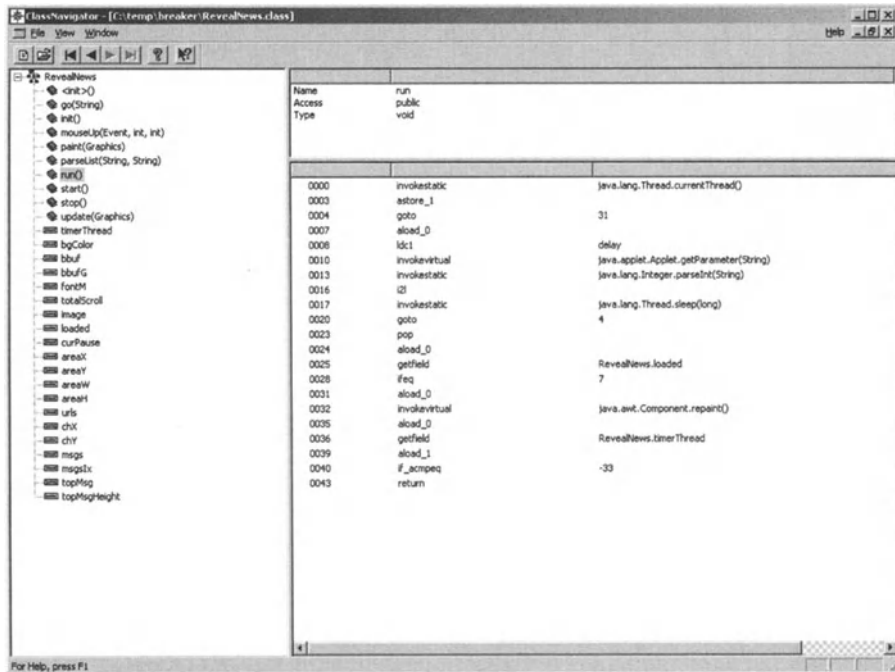 ClassNavigator - [C:\temp\breaker\RevealNews.class]
File View Window Help
RevealNews
<init>()
go(String)
init()
mouseUp(Event, int, int)
paint(Graphics)
parseList(String, String)
run()
start()
stop()
update(Graphics)
timerThread
bgColor
bbuf
bbufG
fontM
totalScroll
image
loaded
curPause
areaX
areaY
areaW
areaH
urls
chX
chY
msgs
msgsIx
topMsg
topMsgHeight
Name run
Access public
Type void
0000 invokestatic java.lang.Thread.currentThread()
0003 astore_1
0004 goto 31
0007 aload_0
0008 ldc1 delay
0010 invokevirtual java.applet.Applet.getParameter(String)
0013 invokestatic java.lang.Integer.parseInt(String)
0016 i2l
0017 invokestatic java.lang.Thread.sleep(long)
0020 goto 4
0023 pop
0024 aload_0
0025 getfield RevealNews.loaded
0028 ifeq 7
0031 aload_0
0032 invokevirtual java.awt.Component.repaint()
0035 aload_0
0036 getfield RevealNews.timerThread
0039 aload_1
0040 if_acmpeq -33
0043 return
For Help, press F1